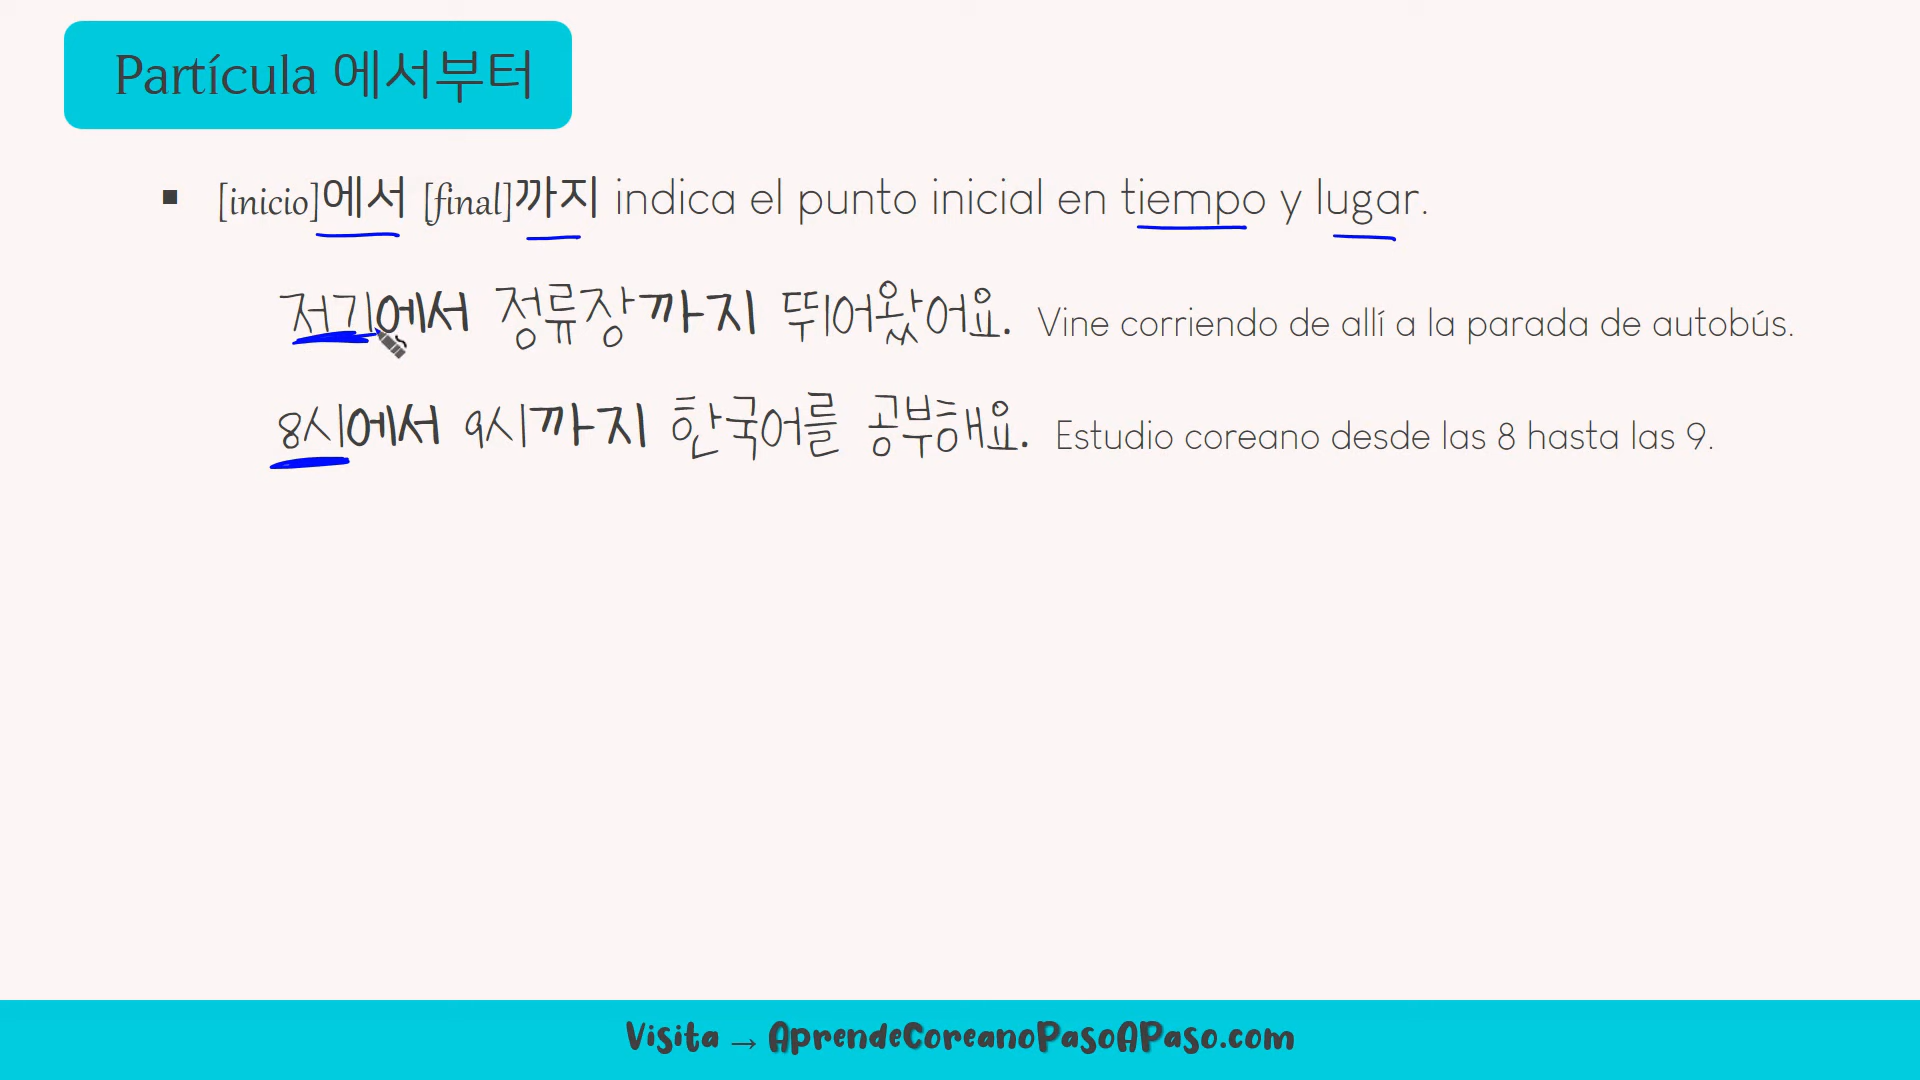 Partícula 에서부터
▪ [inicio]에서 [final]까지 indica el punto inicial en tiempo y lugar.
저기에서 정류장까지 뛰어왔어요. Vine corriendo de allí a la parada de autobús.
8시에서 9시까지 한국어를 공부해요. Estudio coreano desde las 8 hasta las 9.
Visita → AprendeCoreanoPasoAPaso.com